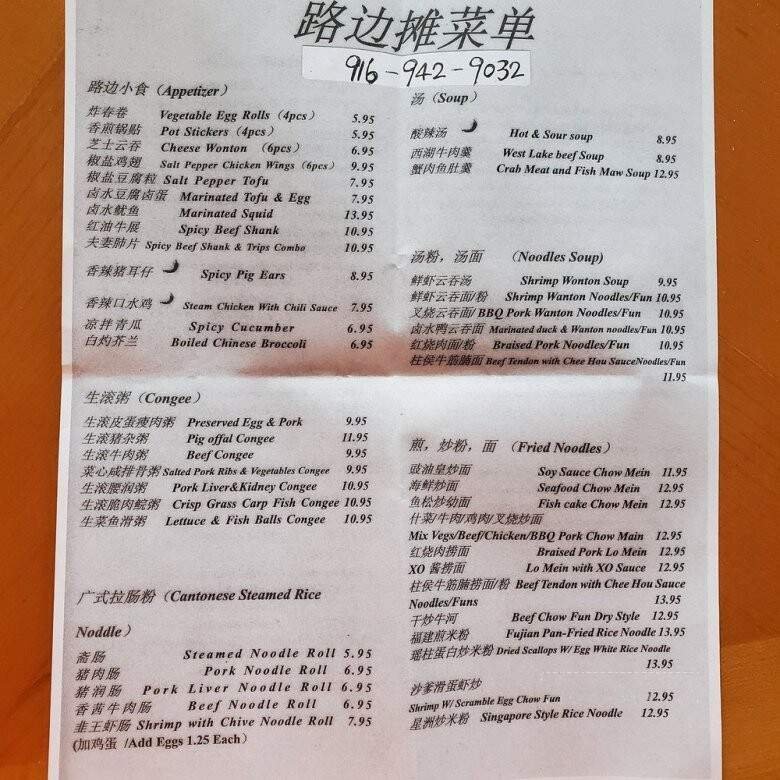 路边摊菜单
916-942-9032
路边小食（Appetizer）
炸春卷 Vegetable Egg Rolls（4pcs） 5.95
香煎锅贴 Pot Stickers（4pcs） 5.95
芝士云吞 Cheese Wonton （6pcs） 6.95
椒盐鸡翅 Salt Pepper Chicken Wings（6pcs） 9.95
椒盐豆腐粒 Salt Pepper Tofu 7.95
卤水豆腐卤蛋 Marinated Tofu & Egg 7.95
卤水鱿鱼 Marinated Squid 13.95
红油牛展 Spicy Beef Shank 10.95
夫妻肺片 Spicy Beef Shank & Trips Combo 10.95
香辣猪耳仔 Spicy Pig Ears 8.95
香辣口水鸡 Steam Chicken With Chili Sauce 7.95
凉拌青瓜 Spicy Cucumber 6.95
白灼芥兰 Boiled Chinese Broccoli 6.95
生滚粥（Congee）
生滚皮蛋瘦肉粥 Preserved Egg & Pork 9.95
生滚猪杂粥 Pig offal Congee 11.95
生滚牛肉粥 Beef Congee 9.95
菜心咸排骨粥 Salted Pork Ribs & Vegetables Congee 9.95
生滚腰润粥 Pork Liver&Kidney Congee 10.95
生滚脆肉鲩粥 Crisp Grass Carp Fish Congee 10.95
生菜鱼滑粥 Lettuce & Fish Balls Congee 10.95
广式拉肠粉（Cantonese Steamed Rice
Noddle）
斋肠 Steamed Noodle Roll 5.95
猪肉肠 Pork Noodle Roll 6.95
猪润肠 Pork Liver Noodle Roll 6.95
香茜牛肉肠 Beef Noodle Roll 6.95
韭王虾肠 Shrimp with Chive Noodle Roll 7.95
(加鸡蛋 /Add Eggs 1.25 Each）
汤（Soup）
酸辣汤 Hot & Sour soup 8.95
西湖牛肉羹 West Lake beef Soup 8.95
蟹肉鱼肚羹 Crab Meat and Fish Maw Soup 12.95
汤粉，汤面 （Noodles Soup)
鲜虾云吞汤 Shrimp Wonton Soup 9.95
鲜虾云吞面/粉 Shrimp Wanton Noodles/Fun 10.95
叉烧云吞面/BBQ Pork Wanton Noodles/Fun 10.95
卤水鸭云吞面 Marinated duck & Wanton noodles/Fun 10.95
红烧肉面/粉 Braised Pork Noodles/Fun 10.95
柱侯牛筋腩面 Beef Tendon with Chee Hou SauceNoodles/Fun
11.95
煎，炒粉，面 （Fried Noodles）
豉油皇炒面 Soy Sauce Chow Mein 11.95
海鲜炒面 Seafood Chow Mein 12.95
鱼松炒幼面 Fish cake Chow Mein 12.95
什菜/牛肉/鸡肉/叉烧炒面
Mix Vegs/Beef/Chicken/BBQ Pork Chow Main 12.95
红烧肉捞面 Braised Pork Lo Mein 12.95
XO 酱捞面 Lo Mein with XO Sauce 12.95
柱侯牛筋腩捞面/粉 Beef Tendon with Chee Hou Sauce
Noodles/Funs 13.95
干炒牛河 Beef Chow Fun Dry Style 12.95
福建煎米粉 Fujian Pan-Fried Rice Noodle 13.95
瑶柱蛋白炒米粉 Dried Scallops W/ Egg White Rice Noodle
13.95
沙爹滑蛋虾炒
Shrimp W/ Scramble Egg Chow Fun 12.95
星洲炒米粉 Singapore Style Rice Noodle 12.95